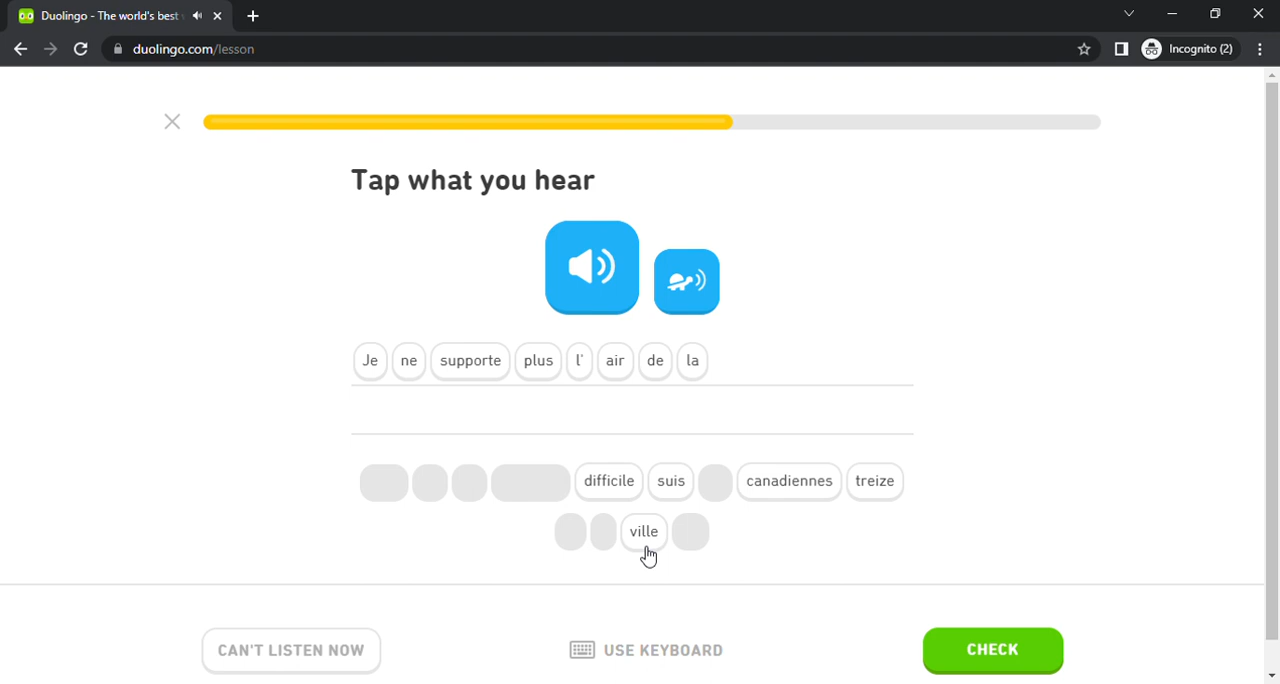 Duolingo - The world's best
duolingo.com/lesson
Incognito (2)
Tap what you hear
Je ne supporte plus l' air de la
difficile suis canadiennes treize
ville
CAN'T LISTEN NOW USE KEYBOARD CHECK